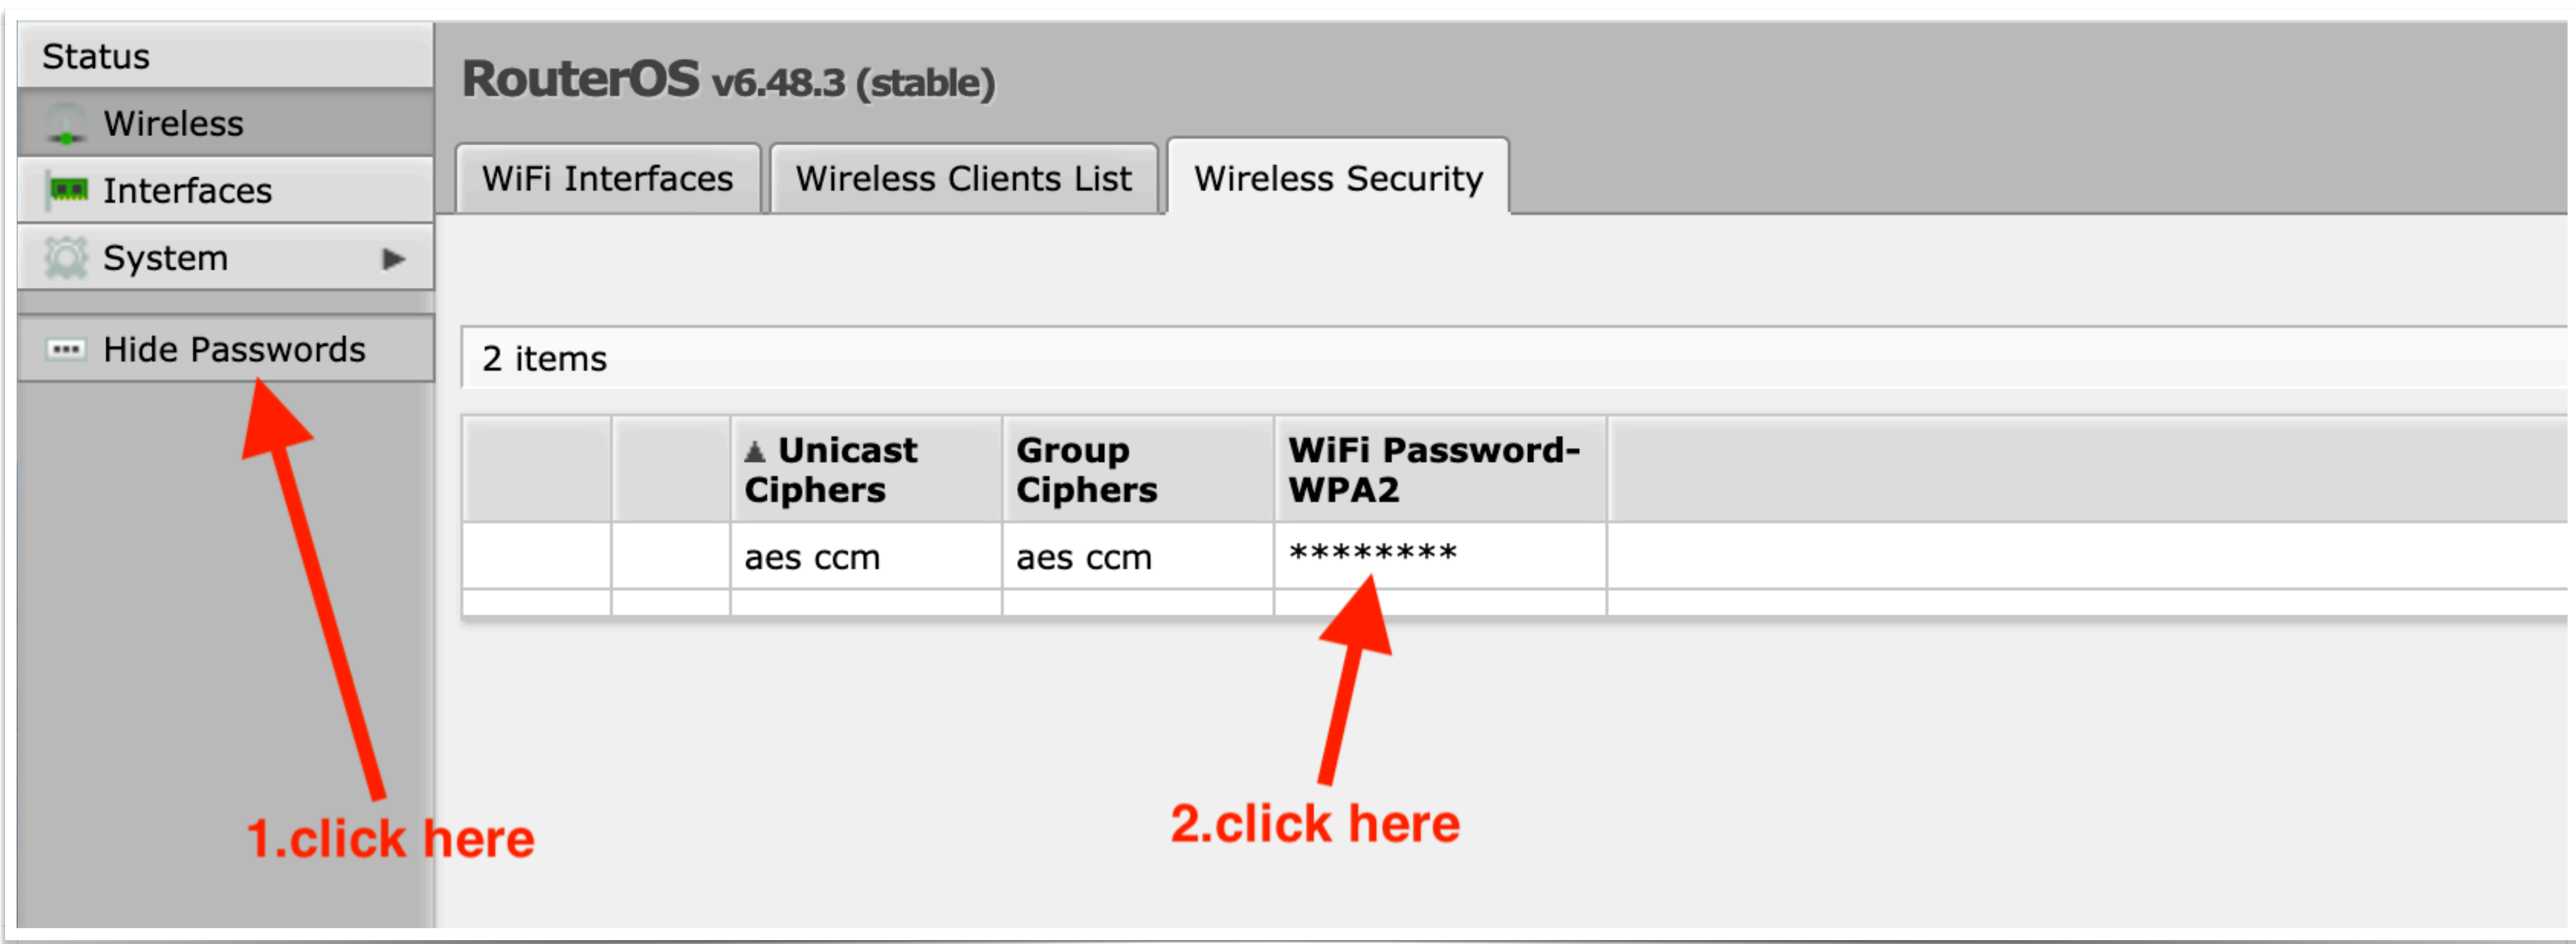 Status
Wireless
Interfaces
System
Hide Passwords
RouterOS v6.48.3 (stable)
WiFi Interfaces
Wireless Clients List
Wireless Security
2 items
Unicast
Ciphers
Group
Ciphers
WiFi Password-
WPA2
aes ccm
aes ccm
********
1.click here
2.click here